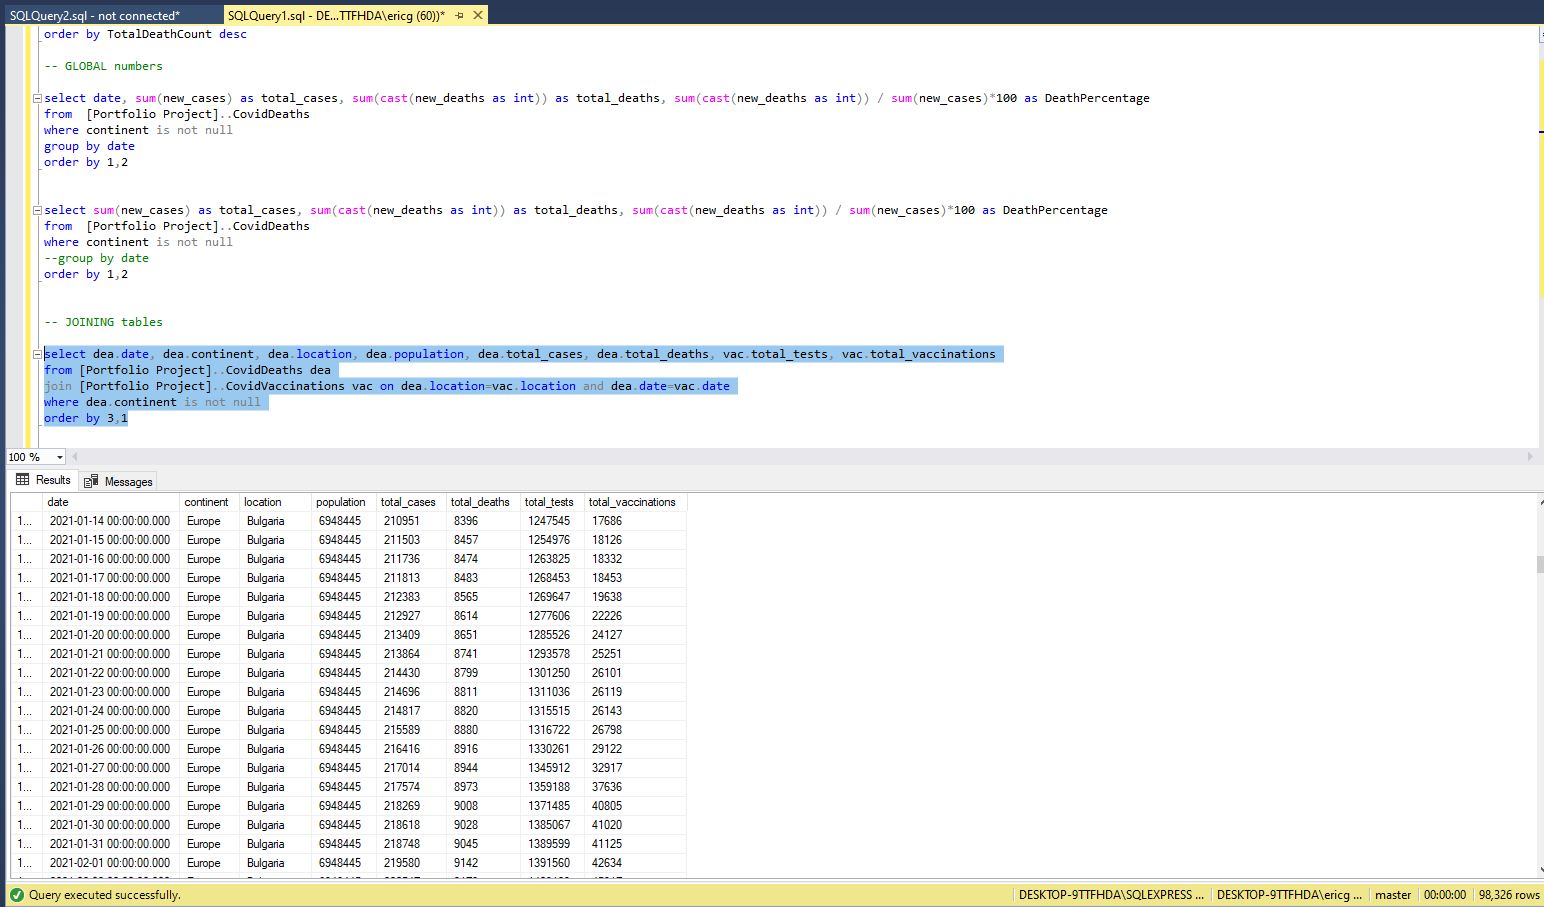 SQLQuery2.sql - not connected* SQLQuery1.sql - DE...TTFHDA\ericg (60))*
order by TotalDeathCount desc
-- GLOBAL numbers
select date, sum(new_cases) as total_cases, sum(cast(new_deaths as int)) as total_deaths, sum(cast(new_deaths as int)) / sum(new_cases)*100 as DeathPercentage
from  [Portfolio Project]..CovidDeaths
where continent is not null
group by date
order by 1,2
select sum(new_cases) as total_cases, sum(cast(new_deaths as int)) as total_deaths, sum(cast(new_deaths as int)) / sum(new_cases)*100 as DeathPercentage
from  [Portfolio Project]..CovidDeaths
where continent is not null
--group by date
order by 1,2
-- JOINING tables
select dea.date, dea.continent, dea.location, dea.population, dea.total_cases, dea.total_deaths, vac.total_tests, vac.total_vaccinations
from [Portfolio Project]..CovidDeaths dea
join [Portfolio Project]..CovidVaccinations vac on dea.location=vac.location and dea.date=vac.date
where dea.continent is not null
order by 3,1
100 %
Results Messages
date continent location population total_cases total_deaths total_tests total_vaccinations
1... 2021-01-14 00:00:00.000 Europe Bulgaria 6948445 210951 8396 1247545 17686
1... 2021-01-15 00:00:00.000 Europe Bulgaria 6948445 211503 8457 1254976 18126
1... 2021-01-16 00:00:00.000 Europe Bulgaria 6948445 211736 8474 1263825 18332
1... 2021-01-17 00:00:00.000 Europe Bulgaria 6948445 211813 8483 1268453 18453
1... 2021-01-18 00:00:00.000 Europe Bulgaria 6948445 212383 8565 1269647 19638
1... 2021-01-19 00:00:00.000 Europe Bulgaria 6948445 212927 8614 1277606 22226
1... 2021-01-20 00:00:00.000 Europe Bulgaria 6948445 213409 8651 1285526 24127
1... 2021-01-21 00:00:00.000 Europe Bulgaria 6948445 213864 8741 1293578 25251
1... 2021-01-22 00:00:00.000 Europe Bulgaria 6948445 214430 8799 1301250 26101
1... 2021-01-23 00:00:00.000 Europe Bulgaria 6948445 214696 8811 1311036 26119
1... 2021-01-24 00:00:00.000 Europe Bulgaria 6948445 214817 8820 1315515 26143
1... 2021-01-25 00:00:00.000 Europe Bulgaria 6948445 215589 8880 1316722 26798
1... 2021-01-26 00:00:00.000 Europe Bulgaria 6948445 216416 8916 1330261 29122
1... 2021-01-27 00:00:00.000 Europe Bulgaria 6948445 217014 8944 1345912 32917
1... 2021-01-28 00:00:00.000 Europe Bulgaria 6948445 217574 8973 1359188 37636
1... 2021-01-29 00:00:00.000 Europe Bulgaria 6948445 218269 9008 1371485 40805
1... 2021-01-30 00:00:00.000 Europe Bulgaria 6948445 218618 9028 1385067 41020
1... 2021-01-31 00:00:00.000 Europe Bulgaria 6948445 218748 9045 1389599 41125
1... 2021-02-01 00:00:00.000 Europe Bulgaria 6948445 219580 9142 1391560 42634
Query executed successfully. DESKTOP-9TTFHDA\SQLEXPRESS ... DESKTOP-9TTFHDA\ericg ... master 00:00:00 98,326 rows